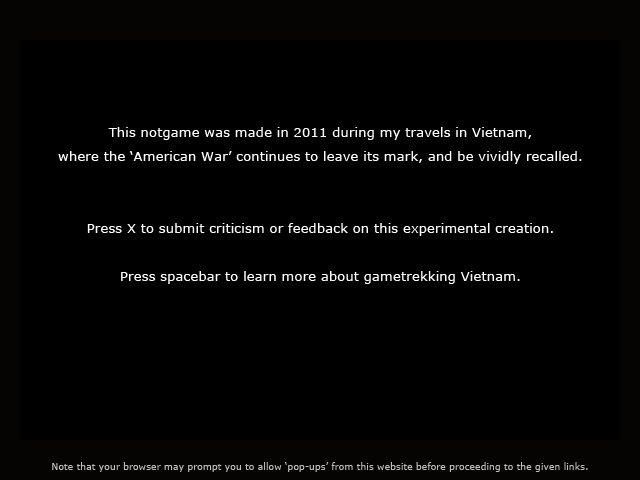 This notgame was made in 2011 during my travels in Vietnam,
where the ‘American War’ continues to leave its mark, and be vividly recalled.
Press X to submit criticism or feedback on this experimental creation.
Press spacebar to learn more about gametrekking Vietnam.
Note that your browser may prompt you to allow ‘pop-ups’ from this website before proceeding to the given links.